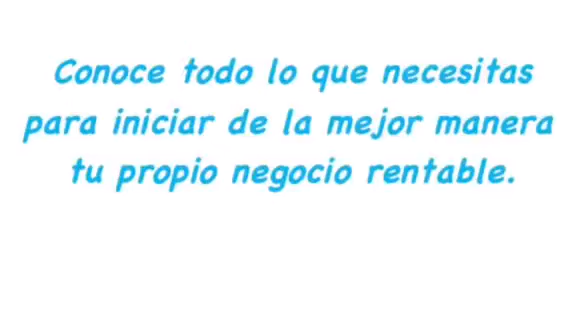 Conoce todo lo que necesitas
para iniciar de la mejor manera
tu propio negocio rentable.